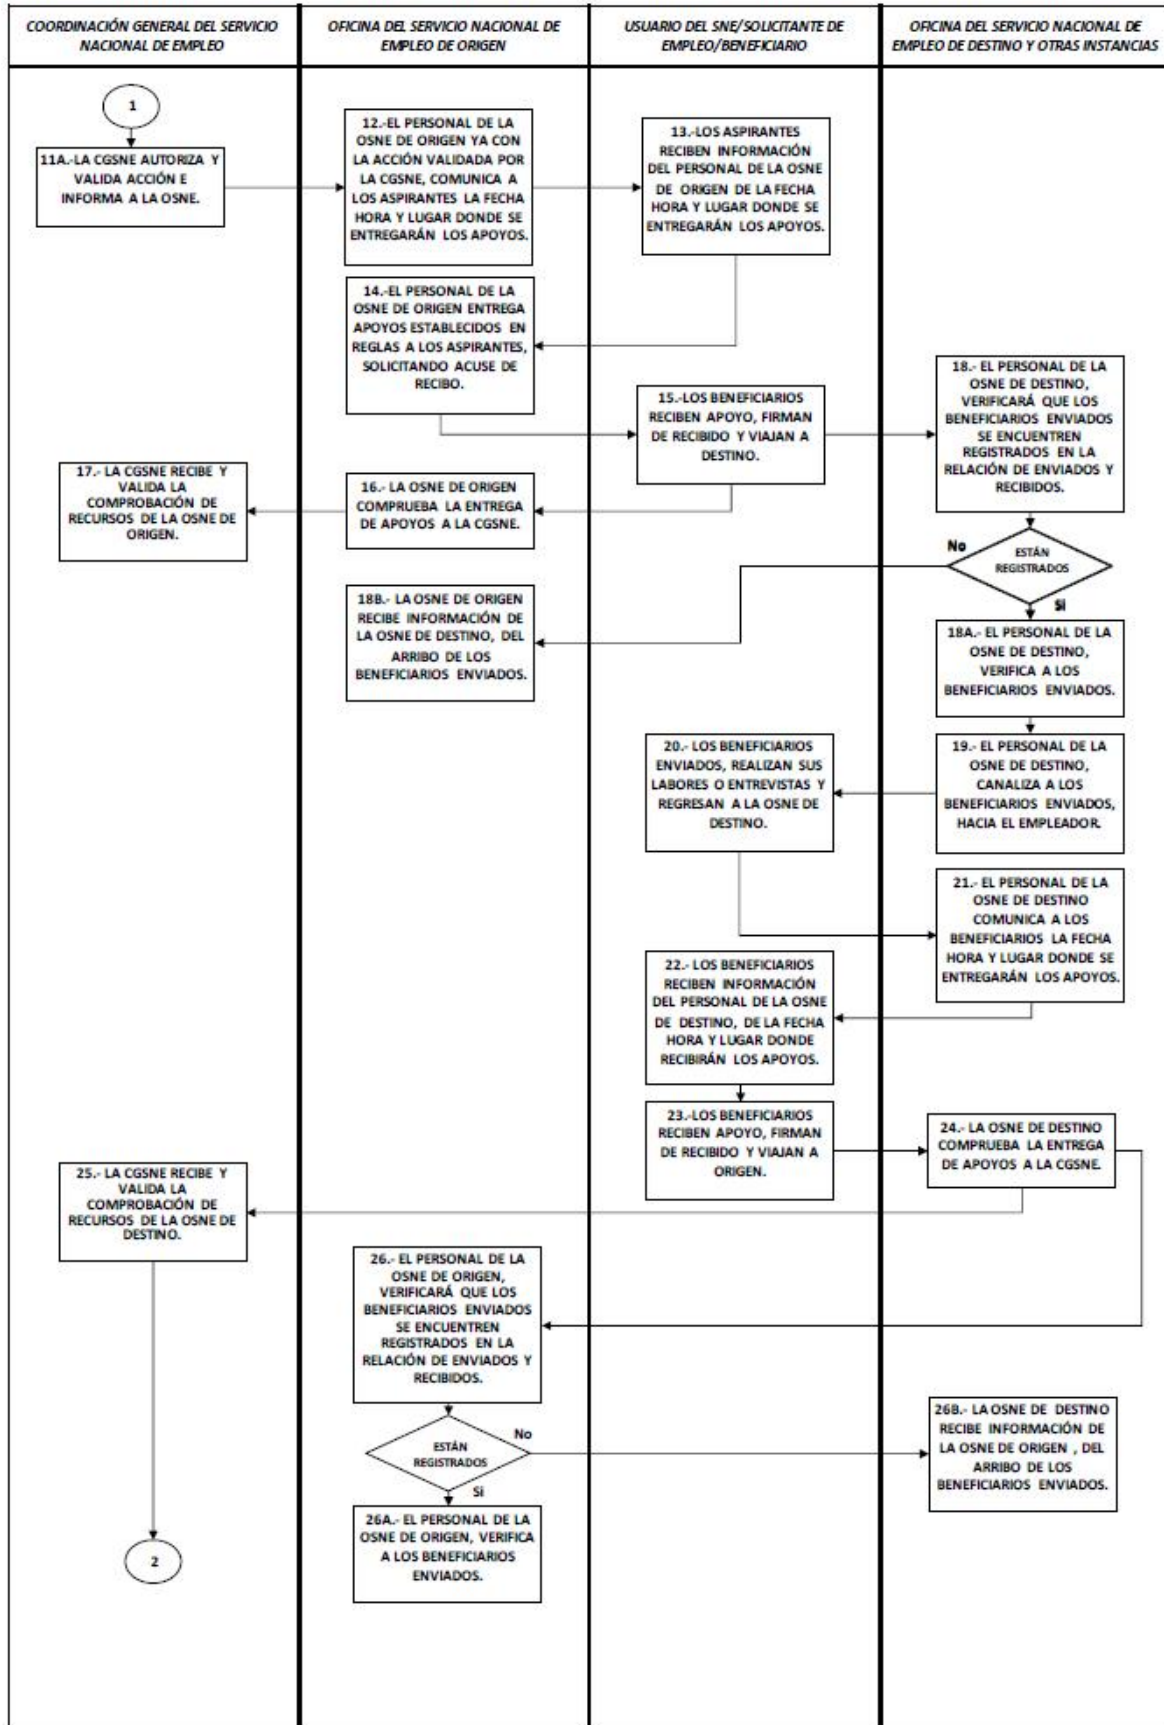 COORDINACIÓN GENERAL DEL SERVICIO
NACIONAL DE EMPLEO
OFICINA DEL SERVICIO NACIONAL DE
EMPLEO DE ORIGEN
USUARIO DEL SNE/SOLICITANTE DE
EMPLEO/BENEFICIARIO
OFICINA DEL SERVICIO NACIONAL DE
EMPLEO DE DESTINO Y OTRAS INSTANCIAS
1
11A.-LA CGSNE AUTORIZA Y
VALIDA ACCIÓN E
INFORMA A LA OSNE.
12.-EL PERSONAL DE LA
OSNE DE ORIGEN YA CON
LA ACCIÓN VALIDADA POR
LA CGSNE, COMUNICA A
LOS ASPIRANTES LA FECHA
HORA Y LUGAR DONDE SE
ENTREGARÁN LOS APOYOS.
13.-LOS ASPIRANTES
RECIBEN INFORMACIÓN
DEL PERSONAL DE LA OSNE
DE ORIGEN DE LA FECHA
HORA Y LUGAR DONDE SE
ENTREGARÁN LOS APOYOS.
14.-EL PERSONAL DE LA
OSNE DE ORIGEN ENTREGA
APOYOS ESTABLECIDOS EN
REGLAS A LOS ASPIRANTES,
SOLICITANDO ACUSE DE
RECIBO.
15.-LOS BENEFICIARIOS
RECIBEN APOYO, FIRMAN
DE RECIBIDO Y VIAJAN A
DESTINO.
18.- EL PERSONAL DE LA
OSNE DE DESTINO,
VERIFICARÁ QUE LOS
BENEFICIARIOS ENVIADOS
SE ENCUENTREN
REGISTRADOS EN LA
RELACIÓN DE ENVIADOS Y
RECIBIDOS.
17.- LA CGSNE RECIBE Y
VALIDA LA
COMPROBACIÓN DE
RECURSOS DE LA OSNE DE
ORIGEN.
16.- LA OSNE DE ORIGEN
COMPRUEBA LA ENTREGA
DE APOYOS A LA CGSNE.
No
ESTÁN
REGISTRADOS
Si
18B.- LA OSNE DE ORIGEN
RECIBE INFORMACIÓN DE
LA OSNE DE DESTINO, DEL
ARRIBO DE LOS
BENEFICIARIOS ENVIADOS.
18A.- EL PERSONAL DE LA
OSNE DE DESTINO,
VERIFICA A LOS
BENEFICIARIOS ENVIADOS.
20.- LOS BENEFICIARIOS
ENVIADOS, REALIZAN SUS
LABORES O ENTREVISTAS Y
REGRESAN A LA OSNE DE
DESTINO.
19.- EL PERSONAL DE LA
OSNE DE DESTINO,
CANALIZA A LOS
BENEFICIARIOS ENVIADOS,
HACIA EL EMPLEADOR.
21.- EL PERSONAL DE LA
OSNE DE DESTINO
COMUNICA A LOS
BENEFICIARIOS LA FECHA
HORA Y LUGAR DONDE SE
ENTREGARÁN LOS APOYOS.
22.- LOS BENEFICIARIOS
RECIBEN INFORMACIÓN
DEL PERSONAL DE LA OSNE
DE DESTINO, DE LA FECHA
HORA Y LUGAR DONDE
RECIBIRÁN LOS APOYOS.
23.-LOS BENEFICIARIOS
RECIBEN APOYO, FIRMAN
DE RECIBIDO Y VIAJAN A
ORIGEN.
24.- LA OSNE DE DESTINO
COMPRUEBA LA ENTREGA
DE APOYOS A LA CGSNE.
25.- LA CGSNE RECIBE Y
VALIDA LA
COMPROBACIÓN DE
RECURSOS DE LA OSNE DE
DESTINO.
26.- EL PERSONAL DE LA
OSNE DE ORIGEN,
VERIFICARÁ QUE LOS
BENEFICIARIOS ENVIADOS
SE ENCUENTREN
REGISTRADOS EN LA
RELACIÓN DE ENVIADOS Y
RECIBIDOS.
ESTÁN
REGISTRADOS
No
Si
26B.- LA OSNE DE DESTINO
RECIBE INFORMACIÓN DE
LA OSNE DE ORIGEN , DEL
ARRIBO DE LOS
BENEFICIARIOS ENVIADOS.
26A.- EL PERSONAL DE LA
OSNE DE ORIGEN, VERIFICA
A LOS BENEFICIARIOS
ENVIADOS.
2